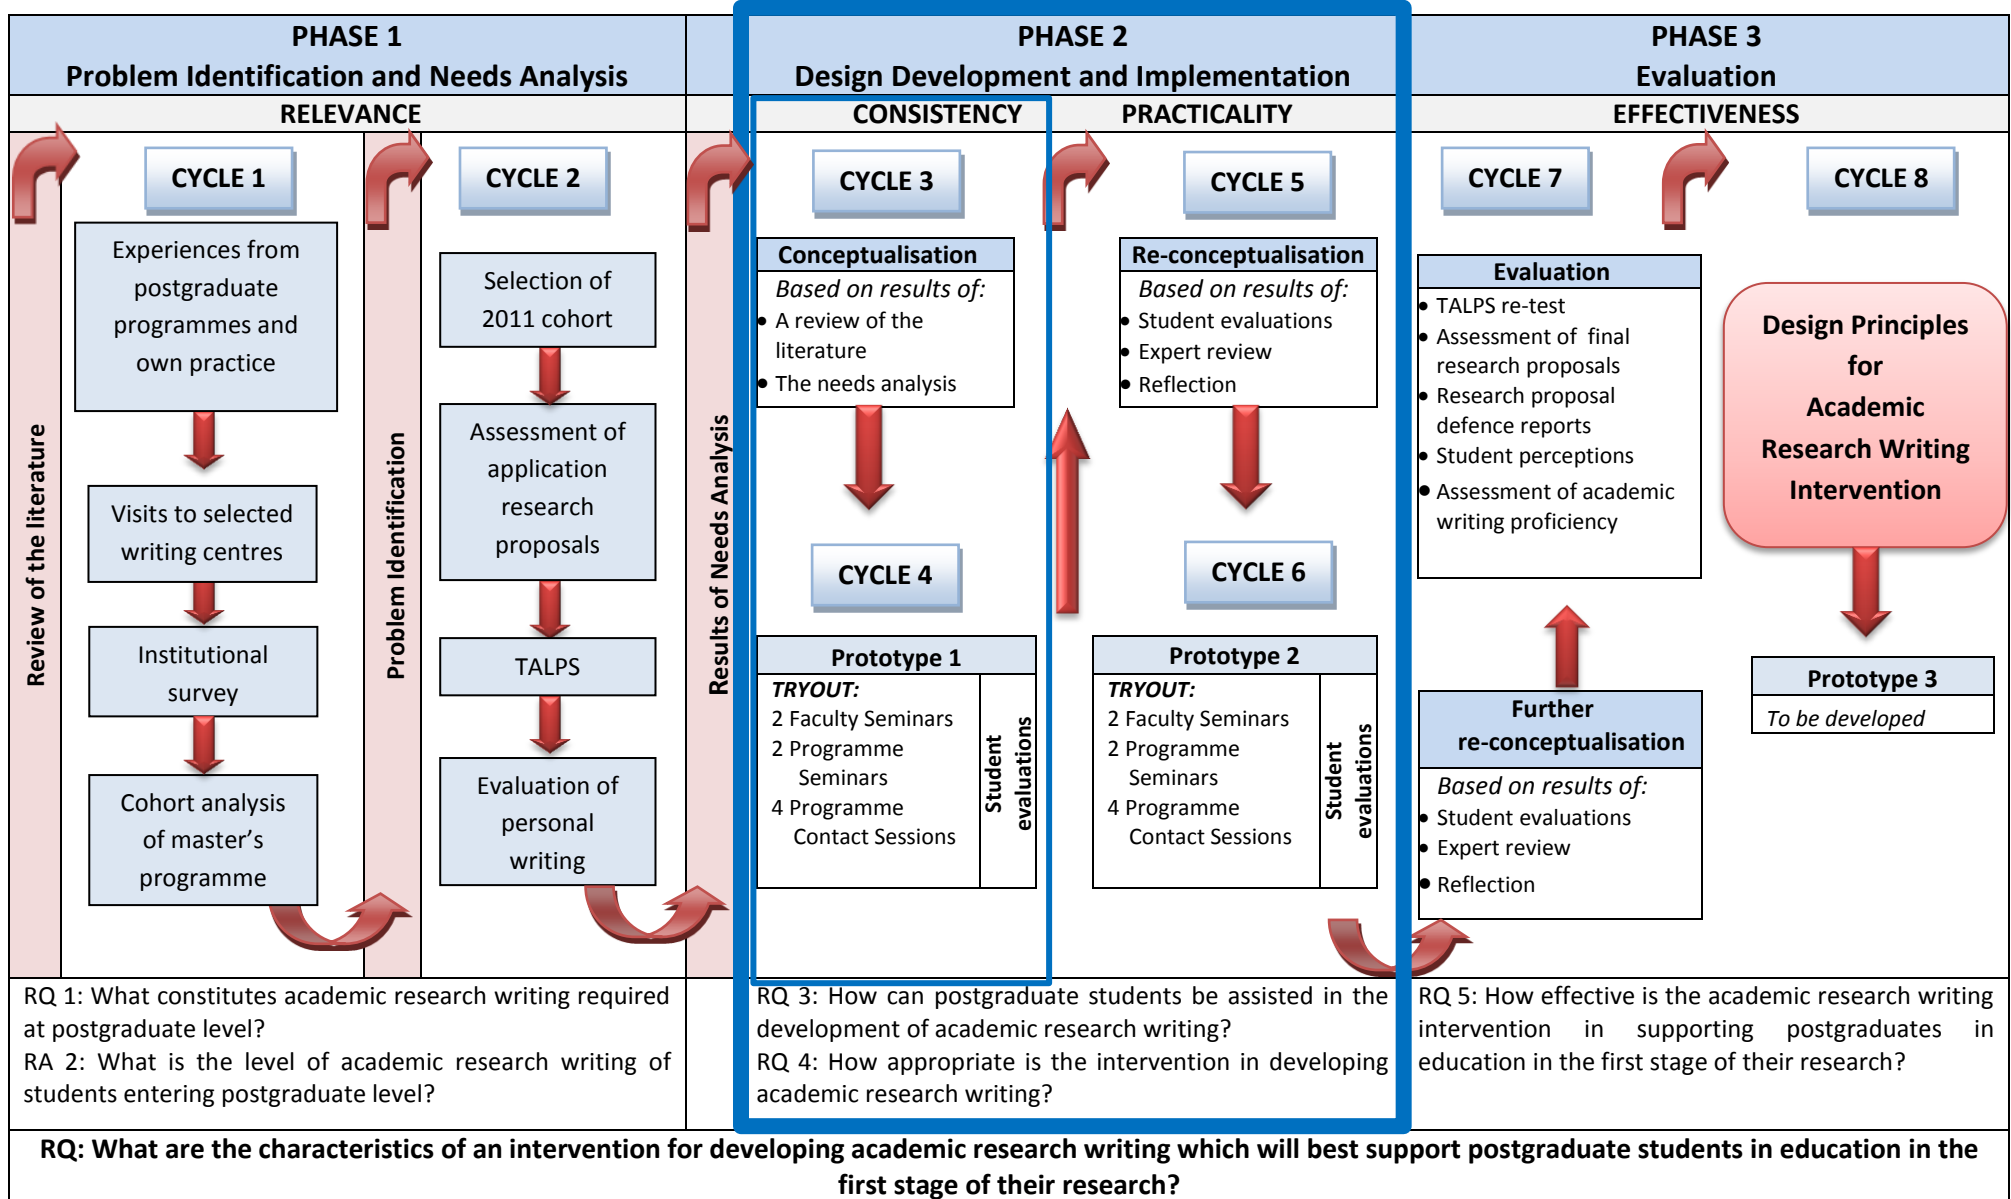 PHASE 1
Problem Identification and Needs Analysis
RELEVANCE
Review of the literature
CYCLE 1
Experiences from
postgraduate
programmes and
own practice
Visits to selected
writing centres
Institutional
survey
Cohort analysis
of master's
programme
Problem Identification
CYCLE 2
Selection of
2011 cohort
Assessment of
application
research
proposals
TALPS
Evaluation of
personal
writing
RQ 1: What constitutes academic research writing required
at postgraduate level?
RA 2: What is the level of academic research writing of
students entering postgraduate level?
Results of Needs Analysis
PHASE 2
Design Development and Implementation
CONSISTENCY
PRACTICALITY
CYCLE 3
Conceptualisation
Based on results of:
• A review of the
literature
• The needs analysis
CYCLE 4
Prototype 1
TRYOUT:
2 Faculty Seminars
2 Programme
Seminars
4 Programme
Contact Sessions
Student
evaluations
CYCLE 5
Re-conceptualisation
Based on results of:
• Student evaluations
• Expert review
• Reflection
CYCLE 6
Prototype 2
TRYOUT:
2 Faculty Seminars
2 Programme
Seminars
4 Programme
Contact Sessions
Student
evaluations
RQ 3: How can postgraduate students be assisted in the
development of academic research writing?
RQ 4: How appropriate is the intervention in developing
academic research writing?
PHASE 3
Evaluation
EFFECTIVENESS
CYCLE 7
Evaluation
• TALPS re-test
• Assessment of final
research proposals
• Research proposal
defence reports
• Student perceptions
• Assessment of academic
writing proficiency
Further
re-conceptualisation
Based on results of:
• Student evaluations
• Expert review
• Reflection
CYCLE 8
Design Principles
for
Academic
Research Writing
Intervention
Prototype 3
To be developed
RQ 5: How effective is the academic research writing
intervention in supporting postgraduates in
education in the first stage of their research?
RQ: What are the characteristics of an intervention for developing academic research writing which will best support postgraduate students in education in the
first stage of their research?